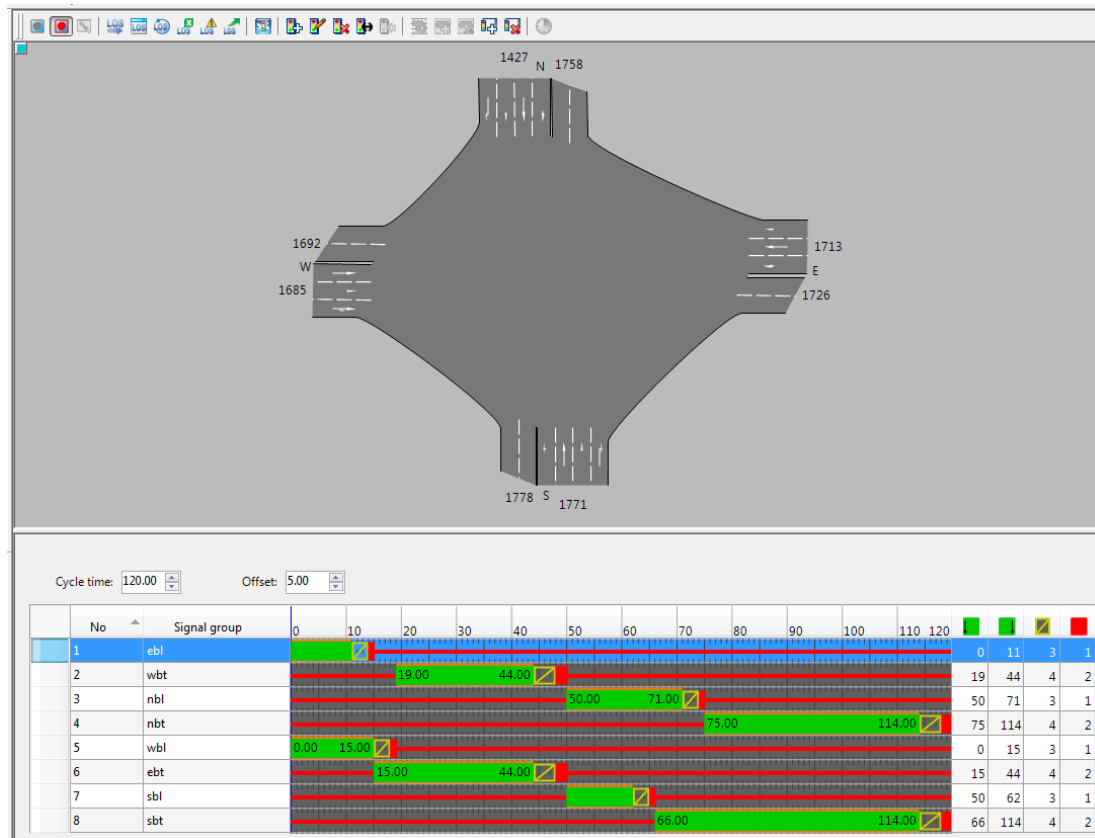 LOS LOS LOS
1427 N 1758
1692
1713
W
E
1685
1726
1778 S 1771
Cycle time: 120.00 Offset: 5.00
No Signal group 0 10 20 30 40 50 60 70 80 90 100 110 120
1 ebl 0 11 3 1
2 wbt 19.00 44.00 19 44 4 2
3 nbl 50.00 71.00 50 71 3 1
4 nbt 75.00 114.00 75 114 4 2
5 wbl 0.00 15.00 0 15 3 1
6 ebt 15.00 44.00 15 44 4 2
7 sbl 50 62 3 1
8 sbt 66.00 114.00 66 114 4 2